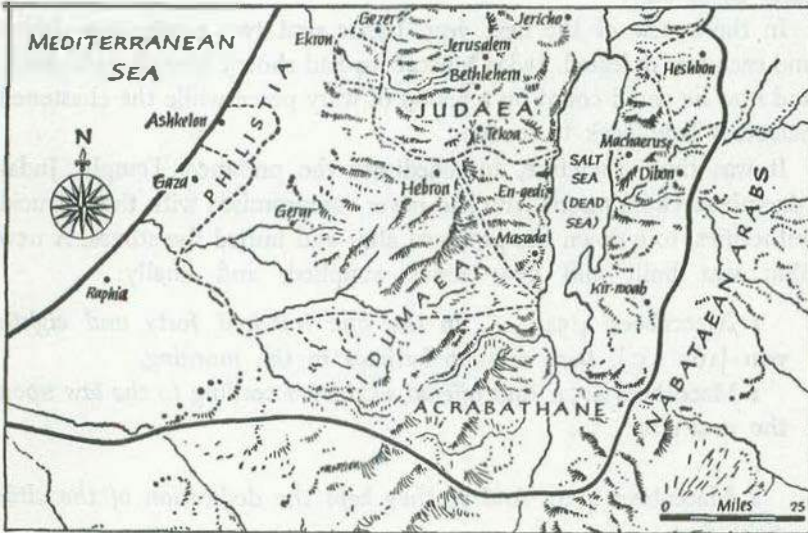 MEDITERRANEAN
SEA
Gezer
Jericho
Ekron
Jerusalem
Bethlehem
Heshbon
JUDAEA
PHILISTIA
Ashkelon
Tekoa
Machaerus
N
SALT
SEA
(DEAD
SEA)
Dibon
Gaza
Hebron
En-gedi
Gerar
Masada
Raphia
Kir-moab
IDUMAEA
NABATAEAN ARABS
ACRABATHANE
0 Miles 25